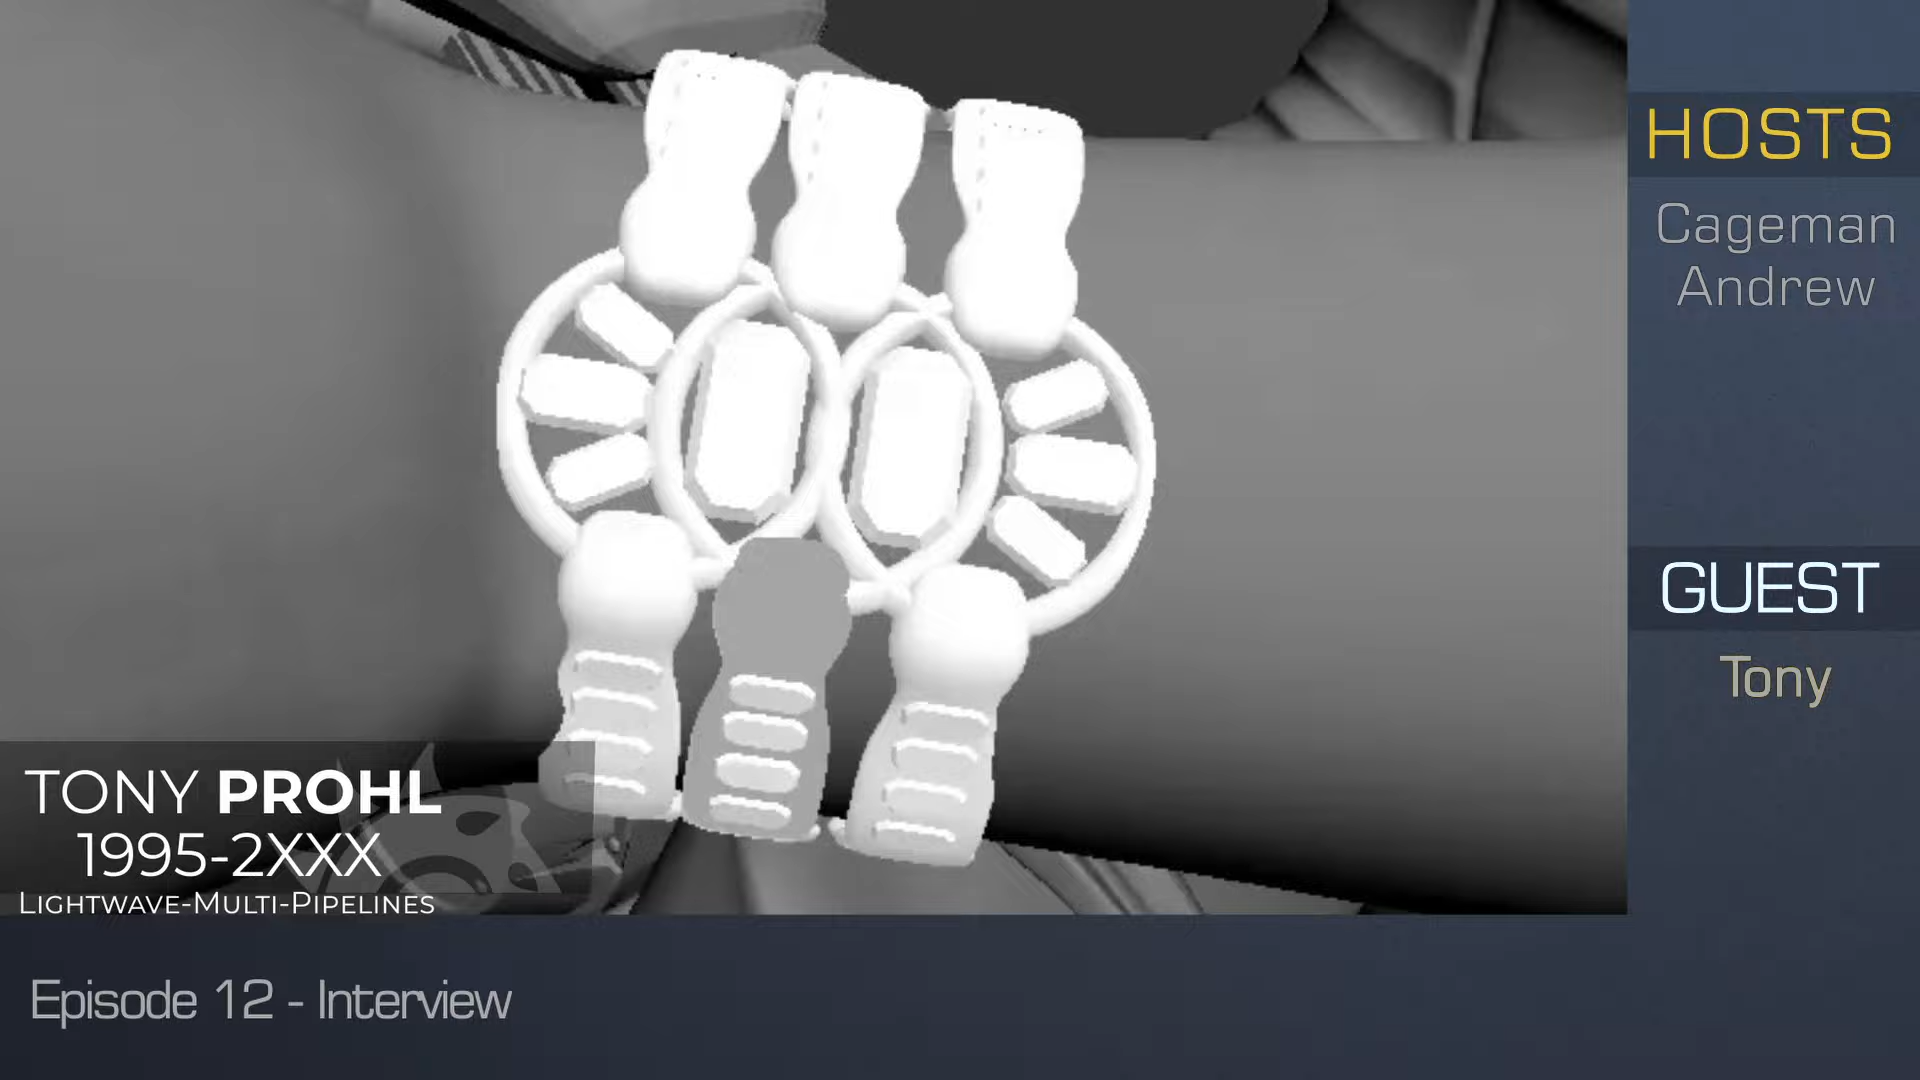 HOSTS
Cageman
Andrew
GUEST
Tony
TONY PROHL
1995-2XXX
LIGHTWAVE-MULTI-PIPELINES
Episode 12 - Interview